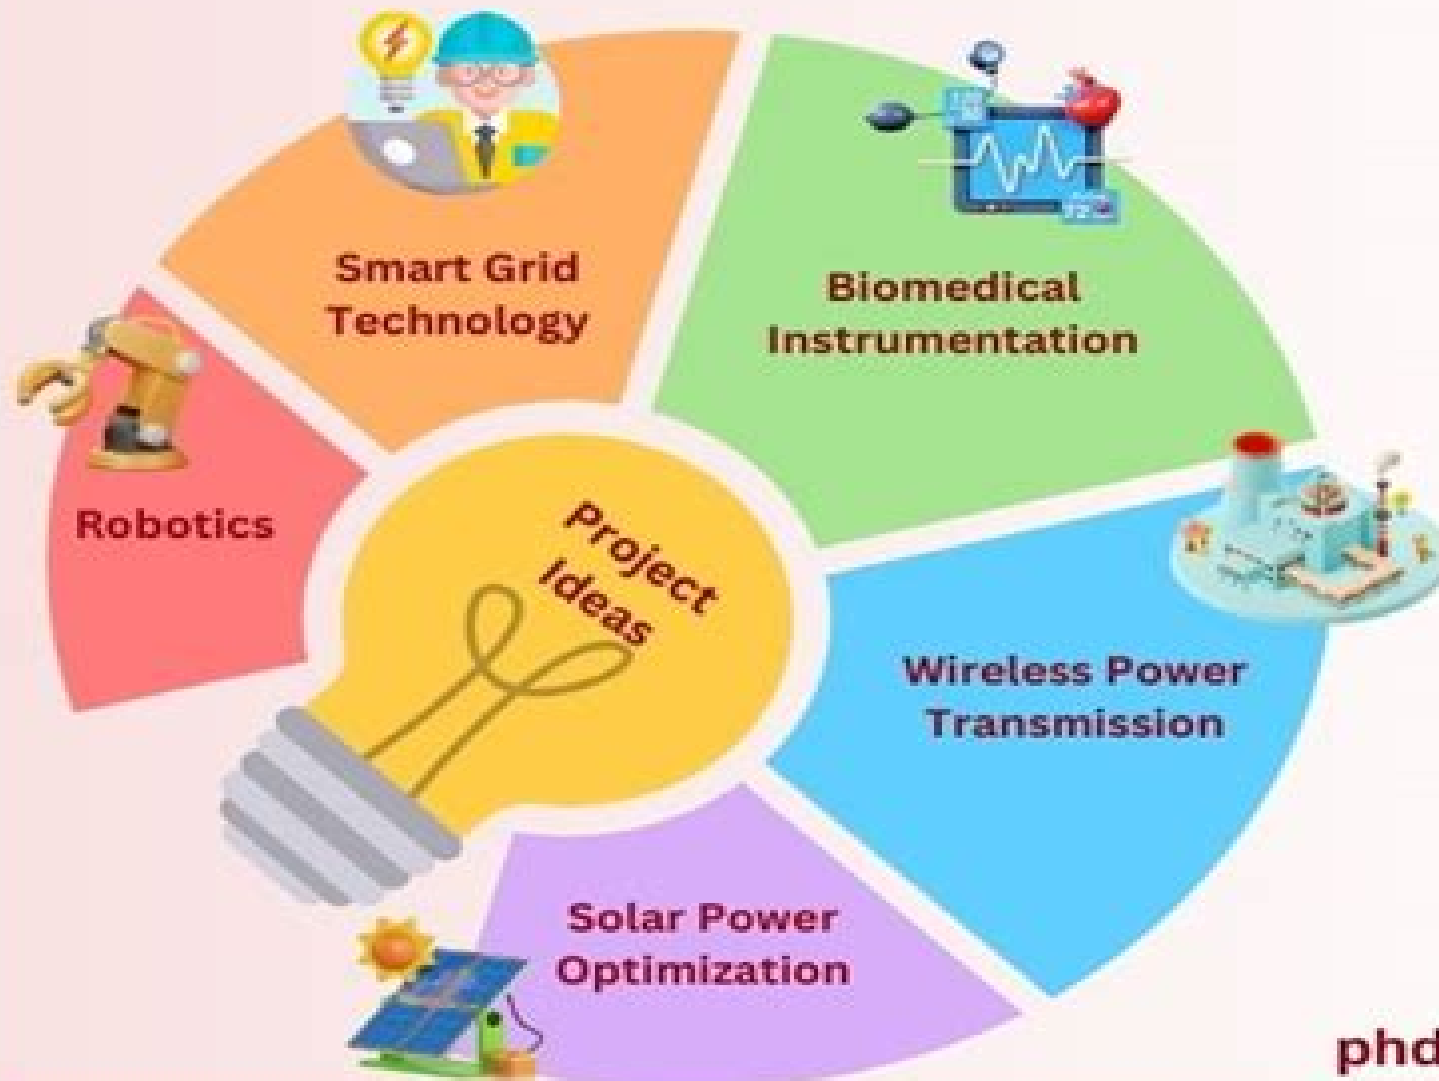 Smart Grid
Technology
Biomedical
Instrumentation
Robotics
Project
Ideas
Wireless Power
Transmission
Solar Power
Optimization
phd